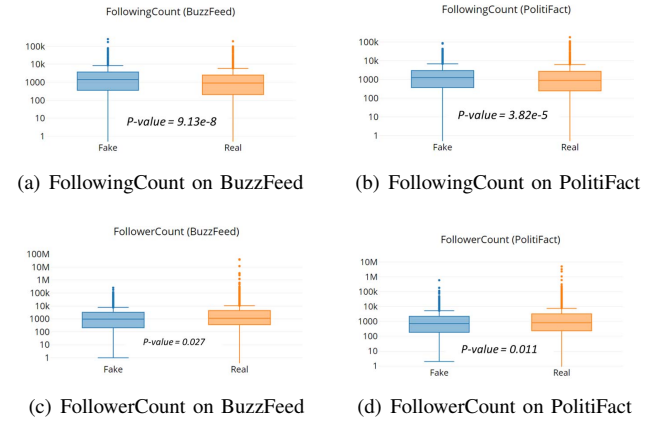 FollowingCount (BuzzFeed)
100k
10k
1000
100
10
1
P-value = 9.13e-8
Fake
Real
(a) FollowingCount on BuzzFeed
FollowingCount (PolitiFact)
100k
10k
1000
100
10
1
P-value = 3.82e-5
Fake
Real
(b) FollowingCount on PolitiFact
FollowerCount (BuzzFeed)
100M
10M
1M
100k
10k
1000
100
10
1
P-value = 0.027
Fake
Real
(c) FollowerCount on BuzzFeed
FollowerCount (PolitiFact)
10M
1M
100k
10k
1000
100
10
1
P-value = 0.011
Fake
Real
(d) FollowerCount on PolitiFact